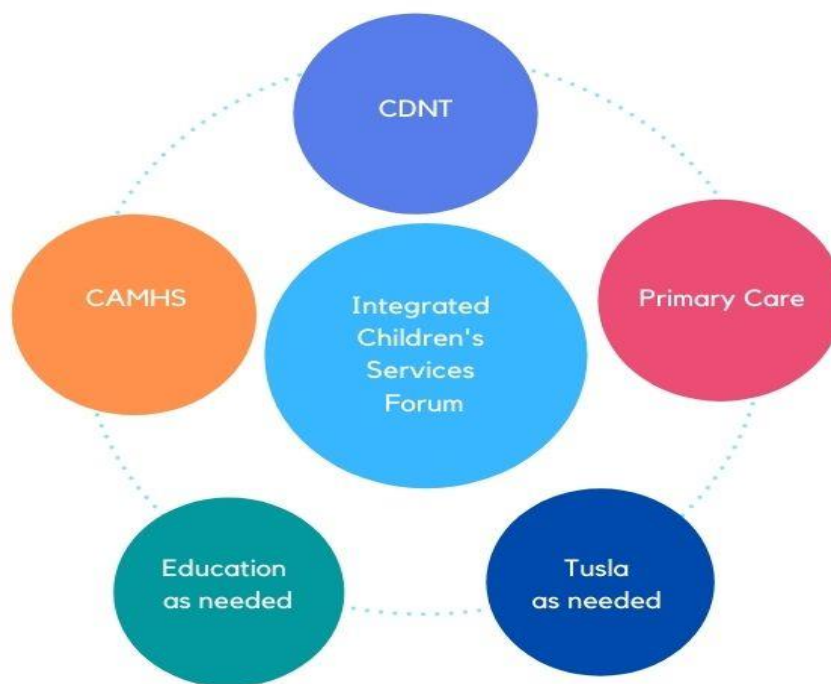 CDNT
CAMHS
Primary Care
Integrated
Children's
Services
Forum
Education
as needed
Tusla
as needed